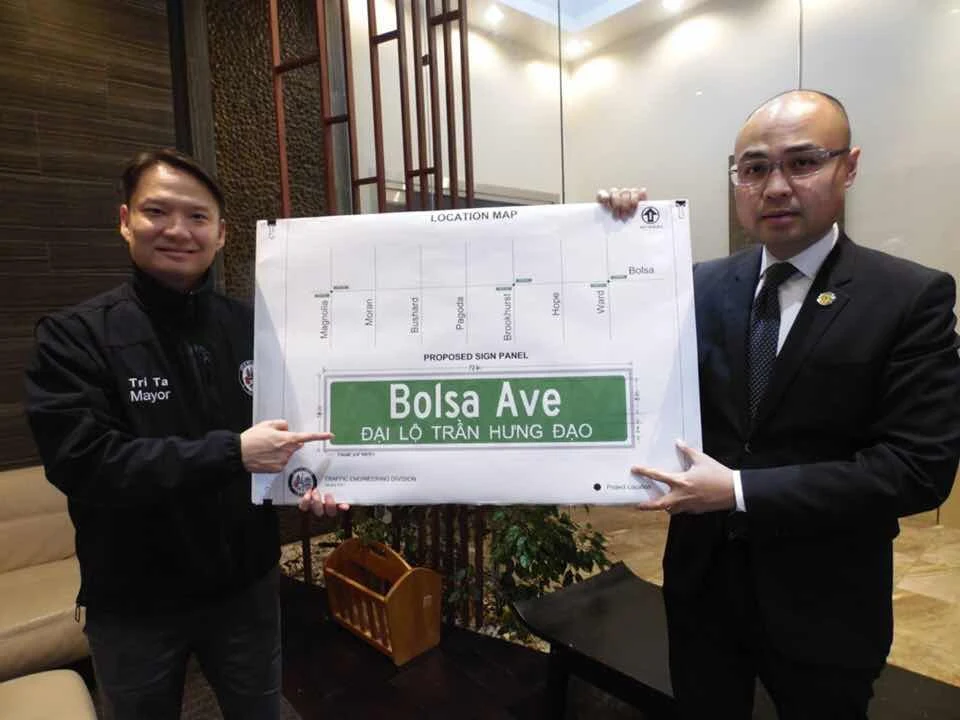 LOCATION MAP
Bolsa
Magnolia
Moran
Bushard
Pagoda
Brookhurst
Hope
Ward
PROPOSED SIGN PANEL
Bolsa Ave
ĐẠI LỘ TRẦN HƯNG ĐẠO
TRAFFIC ENGINEERING DIVISION
Project Location
Tri Ta
Mayor